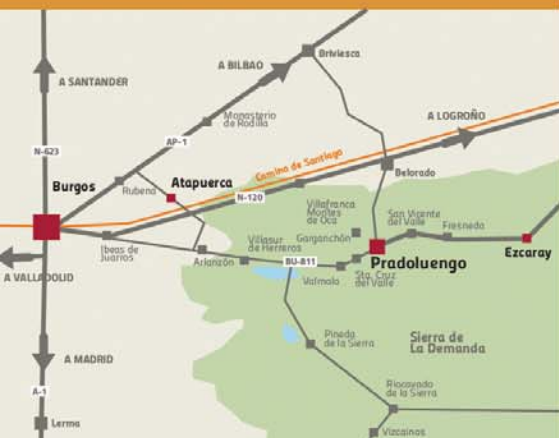 Briviesca
A BILBAO
A SANTANDER
Monasterio
de Rodilla
A LOGROÑO
AP-1
N-623
Camino de Santiago
Belorado
Burgos
Rubena
Atapuerca
N-120
Villafranca
Montes
de Oca
San Vicente
del Valle
Fresneda
Ibeas de
Juarros
Villasur
de Herreros
Garganchón
Ezcaray
Arlanzón
BU-811
Pradoluengo
A VALLADOLID
Valmala
Sta. Cruz
del Valle
Pineda
de la Sierra
Sierra de
La Demanda
A MADRID
A-1
Riocavado
de la Sierra
Lerma
Vizcainos